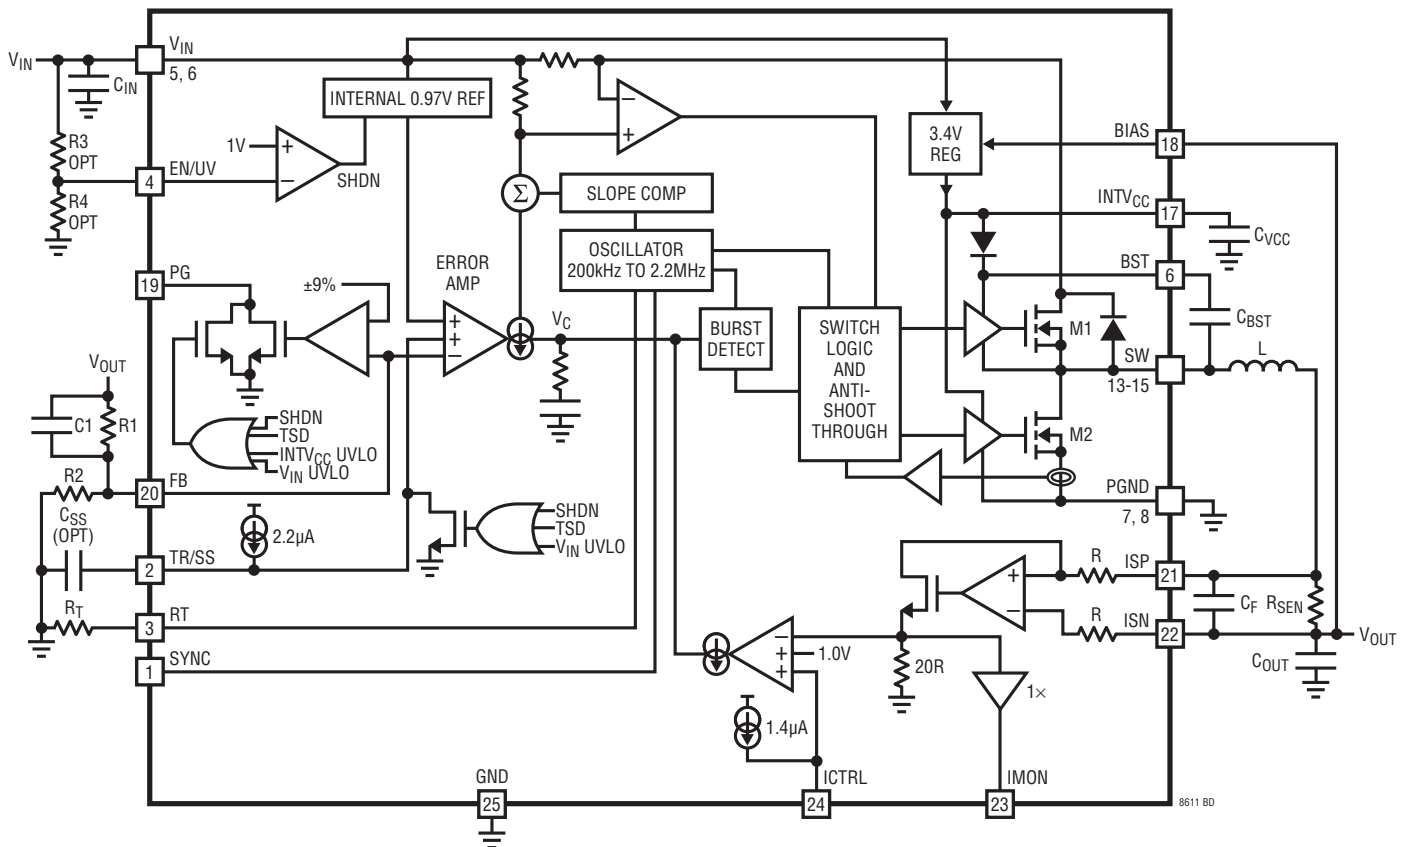 VIN
VIN
5, 6
CIN
R3
OPT
R4
OPT
1V
+
−
SHDN
4
EN/UV
INTERNAL 0.97V REF
−
+
Σ
SLOPE COMP
OSCILLATOR
200kHz TO 2.2MHz
3.4V
REG
BIAS
18
INTVCC
17
CVCC
BST
6
CBST
SW
13-15
L
M1
M2
PGND
7, 8
19
PG
±9%
ERROR
AMP
+
+
−
VC
BURST
DETECT
SWITCH
LOGIC
AND
ANTI-
SHOOT
THROUGH
VOUT
C1
R1
SHDN
TSD
INTVCC UVLO
VIN UVLO
R2
20
FB
CSS
(OPT)
2.2µA
2
TR/SS
SHDN
TSD
VIN UVLO
RT
3
RT
1
SYNC
+
−
R
ISP
21
R
ISN
22
CF
RSEN
VOUT
COUT
−
+
1.0V
+
20R
1×
1.4µA
GND
25
ICTRL
24
IMON
23
8611 BD